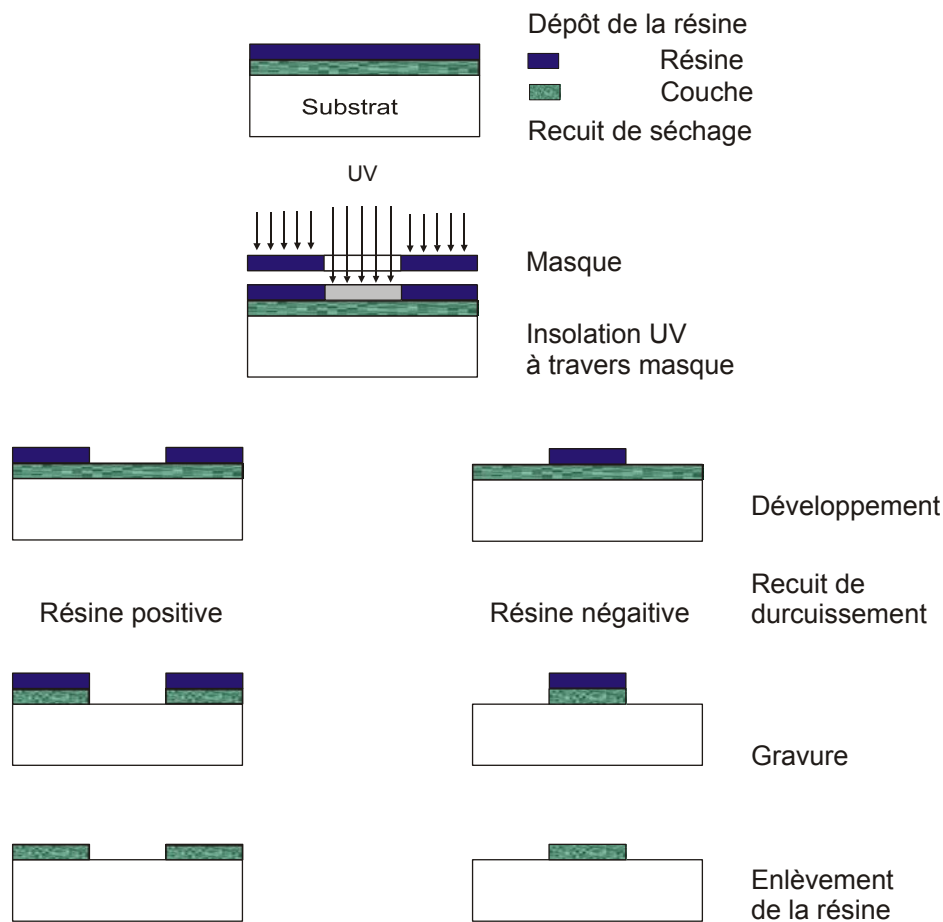 Dépôt de la résine
Résine
Couche
Substrat
Recuit de séchage
UV
Masque
Insolation UV
à travers masque
Développement
Résine positive
Résine négaitive
Recuit de
durcuissement
Gravure
Enlèvement
de la résine